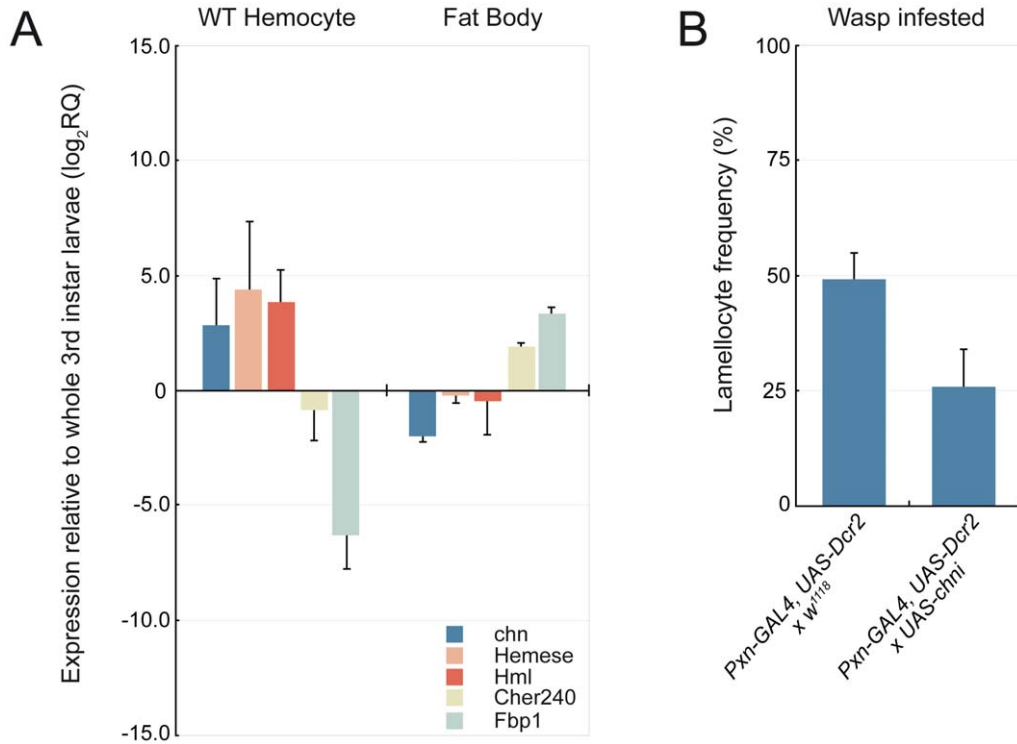 A
WT Hemocyte
Fat Body
Expression relative to whole 3rd instar larvae (log₂RQ)
15.0
10.0
5.0
0
-5.0
-10.0
-15.0
chn
Hemese
Hml
Cher240
Fbp1
B
Wasp infested
Lamellocyte frequency (%)
100
75
50
25
0
Pxn-GAL4, UAS-Dcr2
x w¹¹¹⁸
Pxn-GAL4, UAS-Dcr2
x UAS-chni